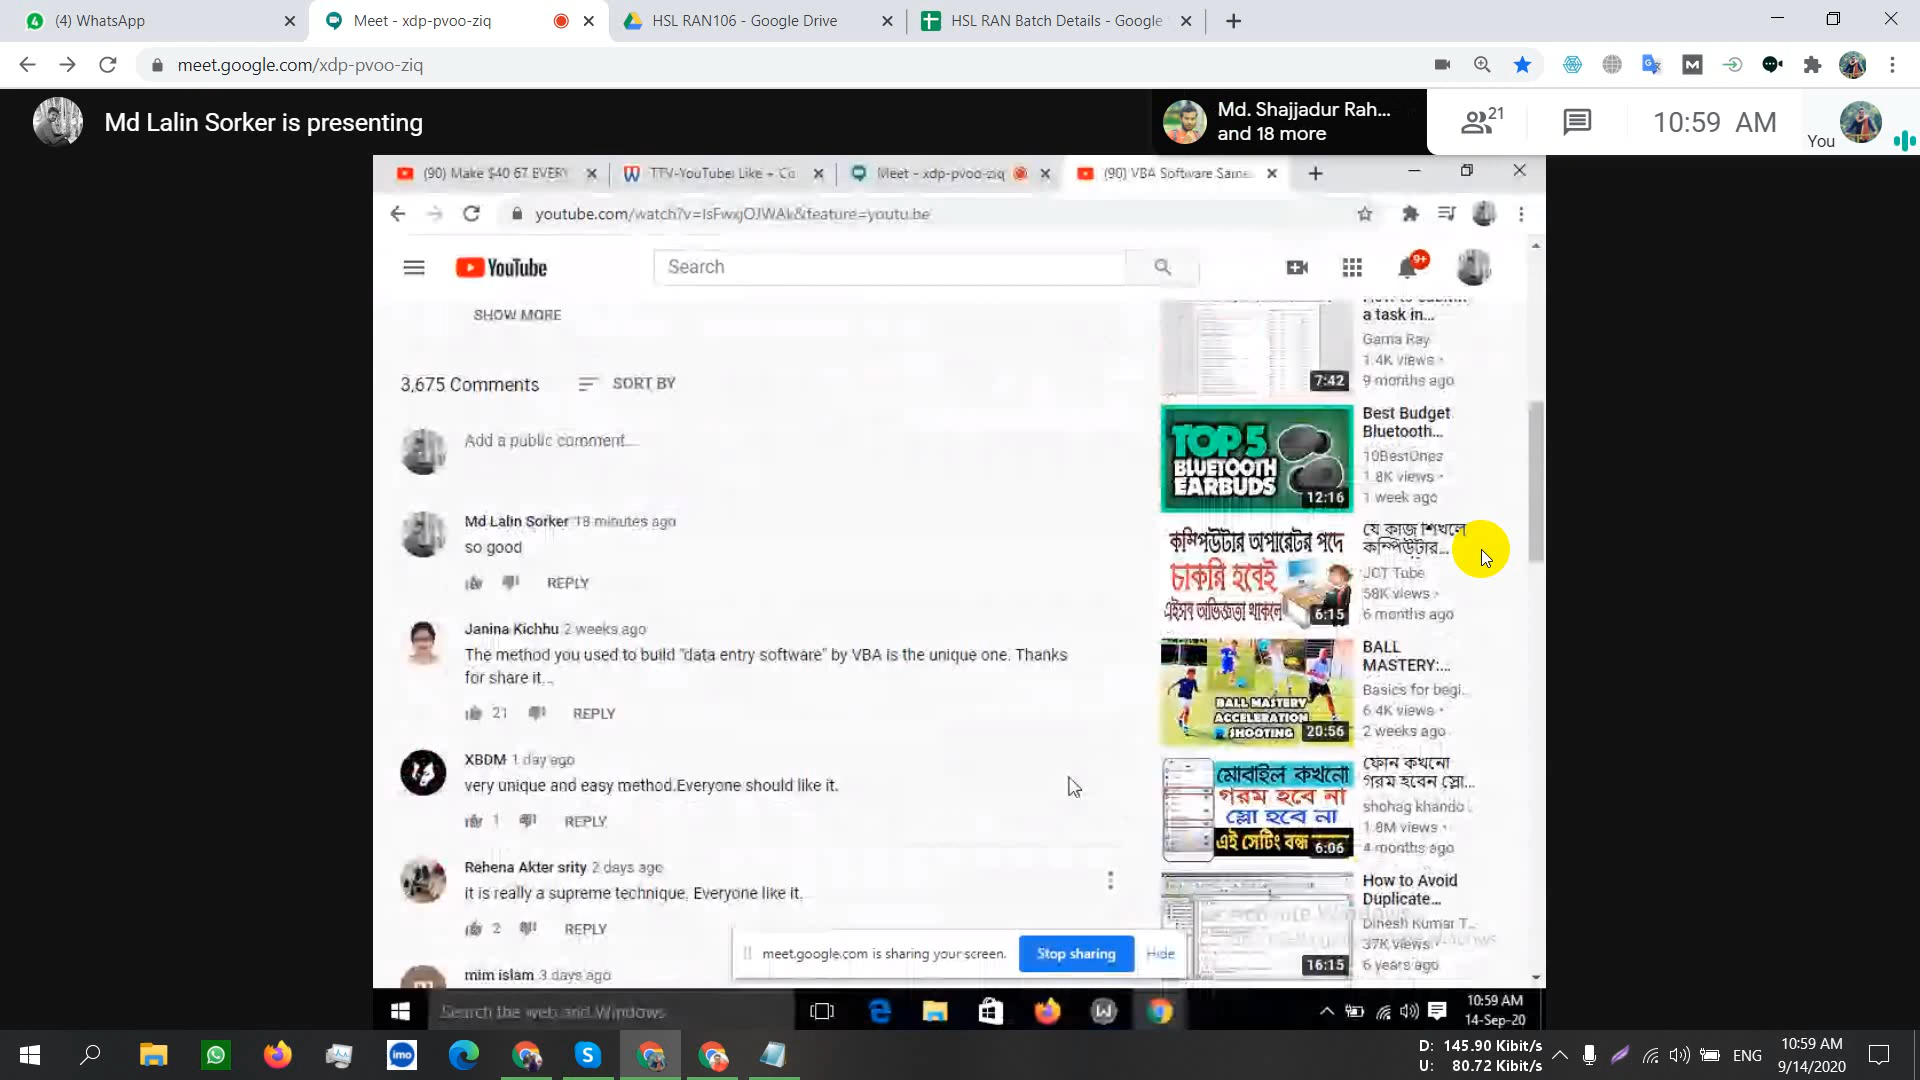 (4) WhatsApp
Meet - xdp-pvoo-ziq
HSL RAN106 - Google Drive
HSL RAN Batch Details - Google
meet.google.com/xdp-pvoo-ziq
Md Lalin Sorker is presenting
Md. Shajjadur Rah...
and 18 more
21
10:59 AM
You
(90) Make $40 67 EVERY
TTV-YouTube Like + Co
Meet - xdp-pvoo-ziq
(90) VBA Software Same
youtube.com/watch?v=IsFwxjOJWAk&feature=youtu.be
YouTube
Search
9+
SHOW MORE
3,675 Comments
SORT BY
Add a public comment...
Md Lalin Sorker 18 minutes ago
so good
REPLY
Janina Kichhu 2 weeks ago
The method you used to build "data entry software" by VBA is the unique one. Thanks
for share it...
21 REPLY
XBDM 1 day ago
very unique and easy method.Everyone should like it.
1 REPLY
Rehena Akter srity 2 days ago
it is really a supreme technique. Everyone like it.
2 REPLY
mim islam 3 days ago
a task in...
Gama Ray
1.4K views •
9 months ago
7:42
TOP 5
BLUETOOTH
EARBUDS
12:16
Best Budget
Bluetooth...
10BestOnes
1.8K views •
1 week ago
কম্পিউটার অপারেটর পদে
চাকরি হবেই
এইসব অভিজ্ঞতা থাকলে
6:15
যে কাজ শিখলে
কম্পিউটার...
JCT Tube
58K views •
6 months ago
BALL MASTERY
ACCELERATION
SHOOTING
20:56
BALL
MASTERY:...
Basics for begi...
6.4K views •
2 weeks ago
মোবাইল কখনো
গরম হবে না
স্লো হবে না
এই সেটিং বন্ধ
6:06
ফোন কখনো
গরম হবেন স্লো...
shohag khando...
1.8M views •
4 months ago
16:15
How to Avoid
Duplicate...
Dinesh Kumar T...
37K views •
6 years ago
meet.google.com is sharing your screen.
Stop sharing
Hide
Search the web and Windows
10:59 AM
14-Sep-20
imo
D: 145.90 Kibit/s
U: 80.72 Kibit/s
ENG
10:59 AM
9/14/2020